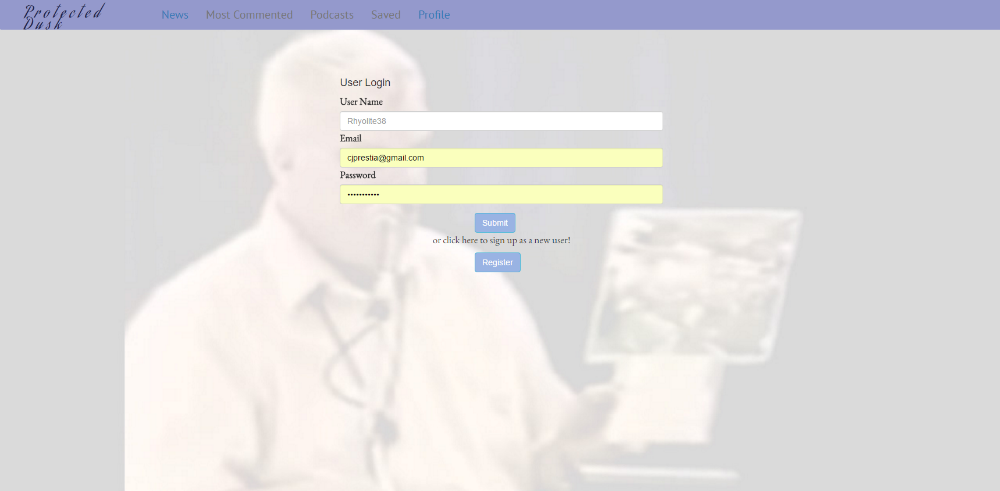 Protected
Dusk
News Most Commented Podcasts Saved Profile
User Login
User Name
Rhyolite38
Email
cjprestia@gmail.com
Password
•••••••••••
Submit
or click here to sign up as a new user!
Register